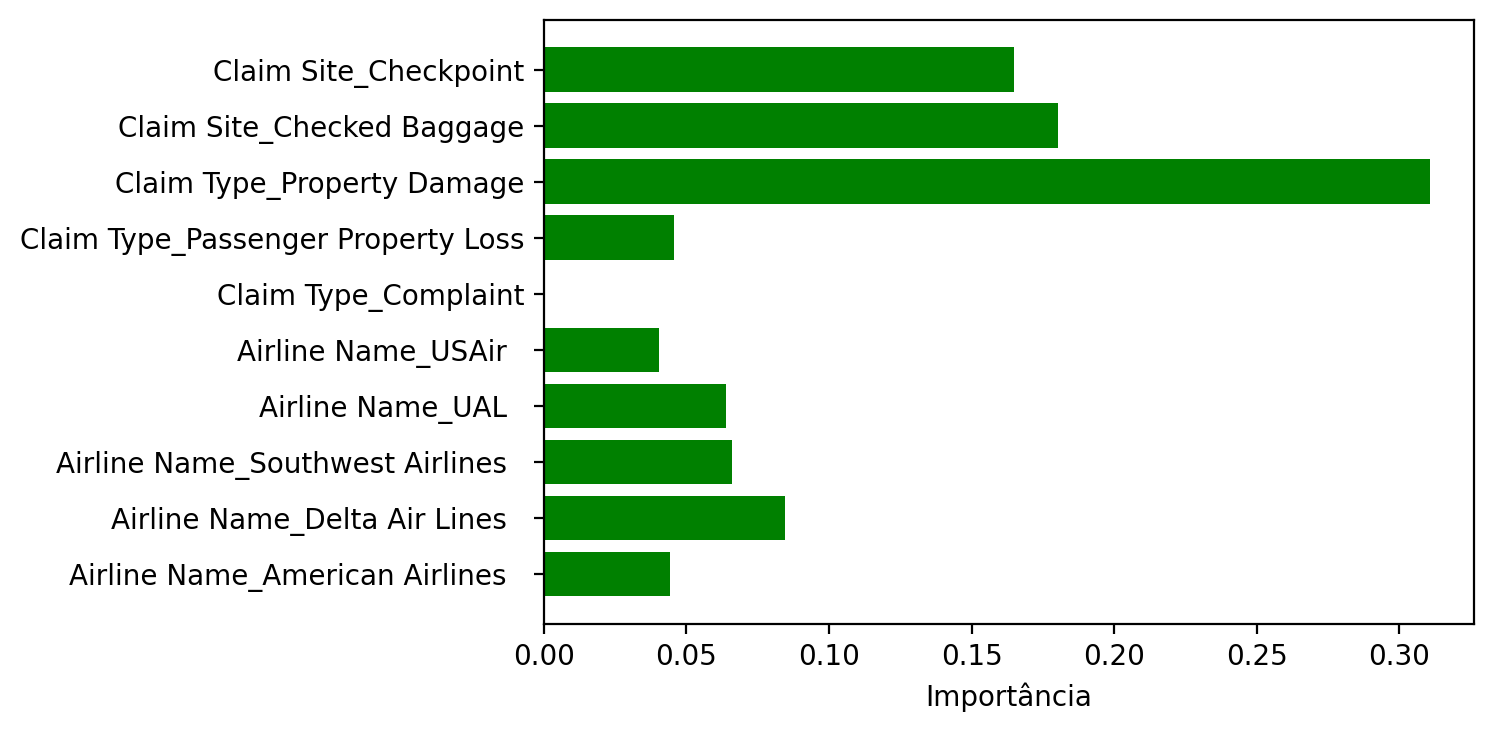 Claim Site_Checkpoint
Claim Site_Checked Baggage
Claim Type_Property Damage
Claim Type_Passenger Property Loss
Claim Type_Complaint
Airline Name_USAir
Airline Name_UAL
Airline Name_Southwest Airlines
Airline Name_Delta Air Lines
Airline Name_American Airlines
0.00 0.05 0.10 0.15 0.20 0.25 0.30
Importância